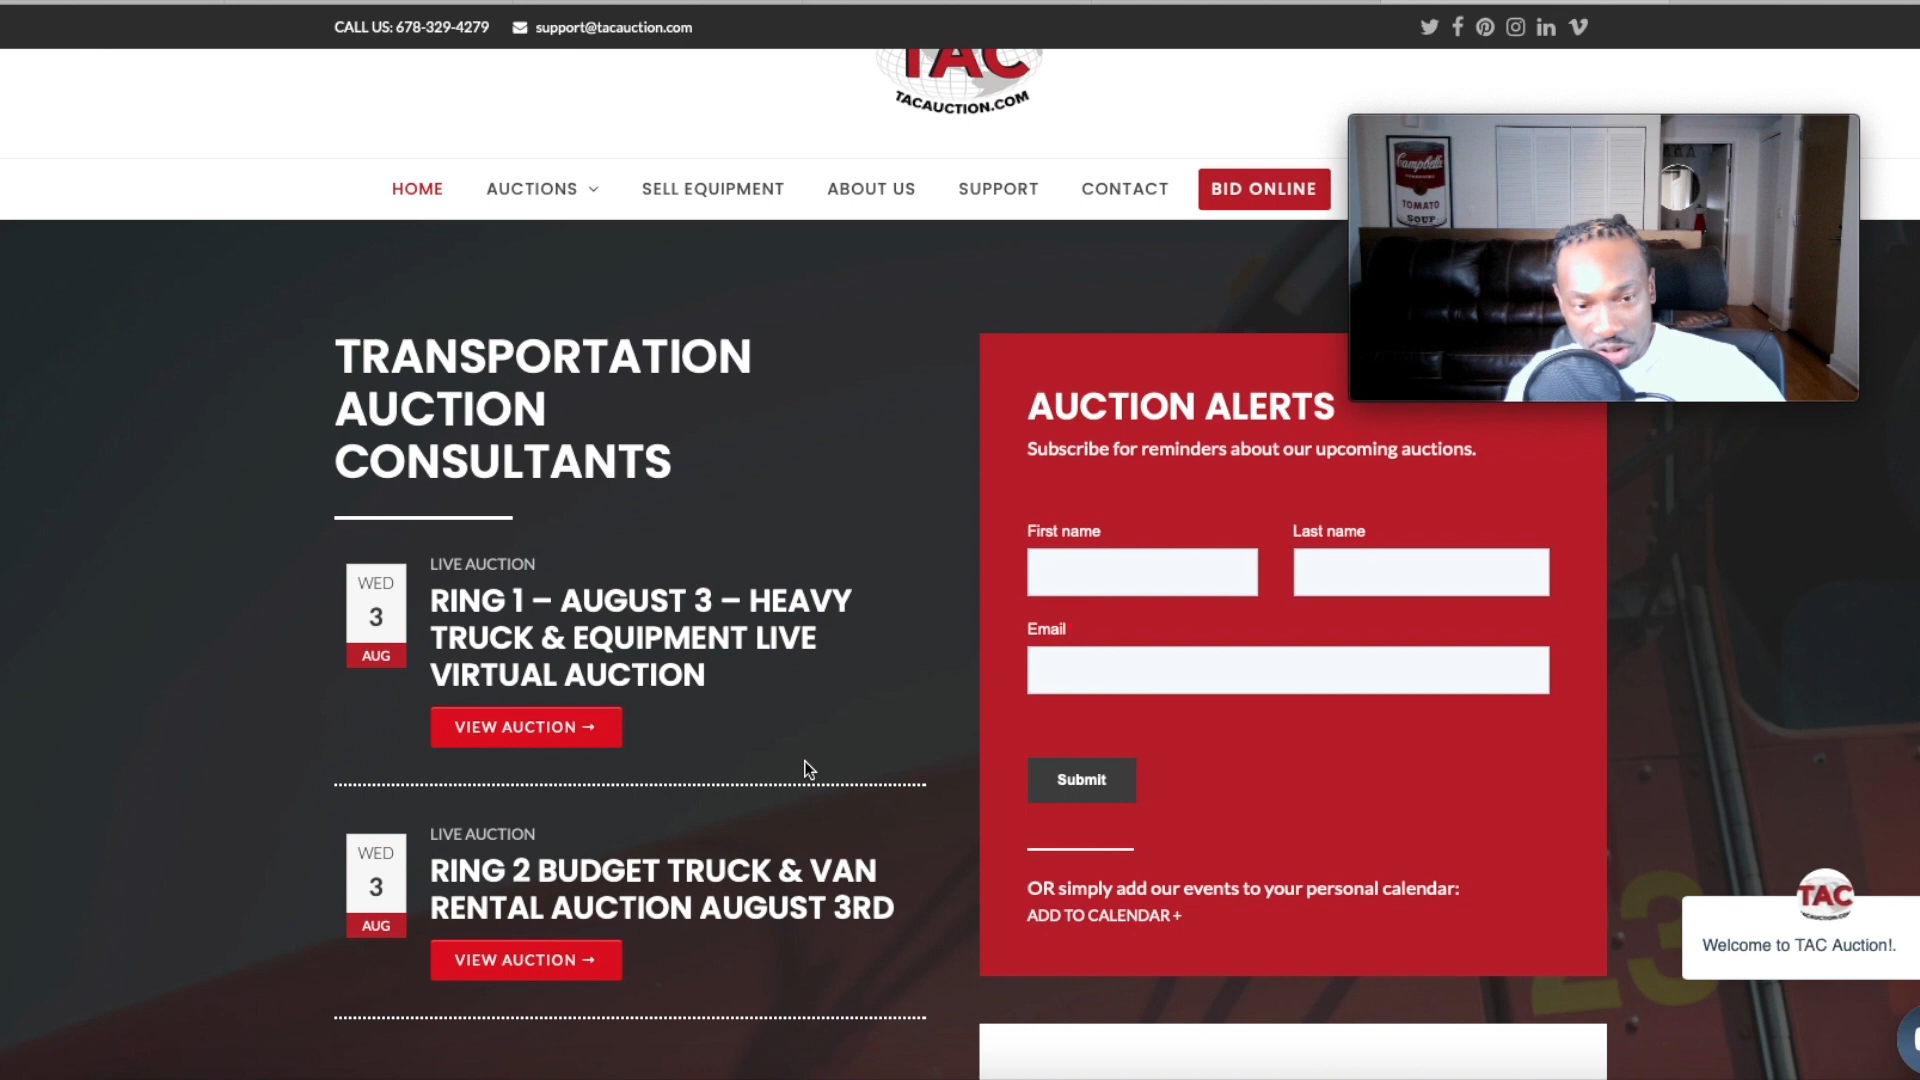 CALL US: 678-329-4279 support@tacauction.com
TAC
TACAUCTION.COM
HOME AUCTIONS SELL EQUIPMENT ABOUT US SUPPORT CONTACT BID ONLINE
Campbell's
TOMATO
SOUP
TRANSPORTATION
AUCTION
CONSULTANTS
WED
3
AUG
LIVE AUCTION
RING 1 – AUGUST 3 – HEAVY
TRUCK & EQUIPMENT LIVE
VIRTUAL AUCTION
VIEW AUCTION →
WED
3
AUG
LIVE AUCTION
RING 2 BUDGET TRUCK & VAN
RENTAL AUCTION AUGUST 3RD
VIEW AUCTION →
AUCTION ALERTS
Subscribe for reminders about our upcoming auctions.
First name Last name
Email
Submit
OR simply add our events to your personal calendar:
ADD TO CALENDAR +
23
TAC
Welcome to TAC Auction!.